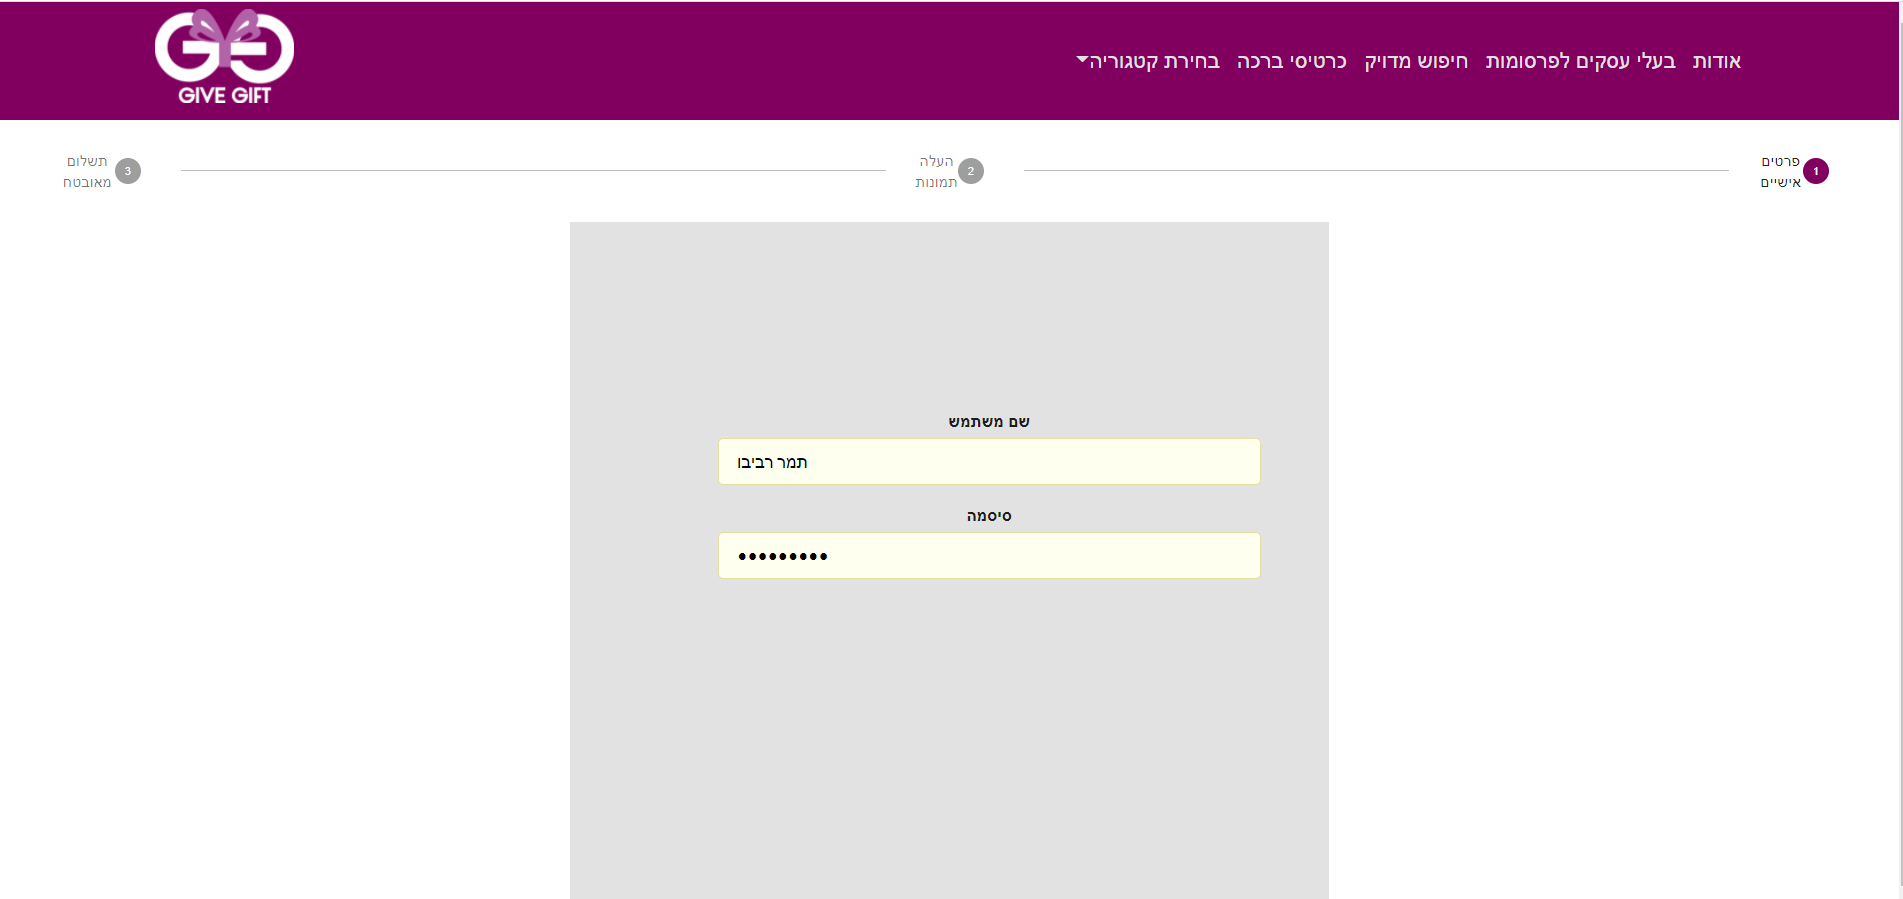 אודות בעלי עסקים לפרסומות חיפוש מדויק כרטיסי ברכה בחירת קטגוריה
GIVE GIFT
1 פרטים
אישיים
2 העלה
תמונות
3 תשלום
מאובטח
שם משתמש
תמר רביבו
סיסמה
•••••••••